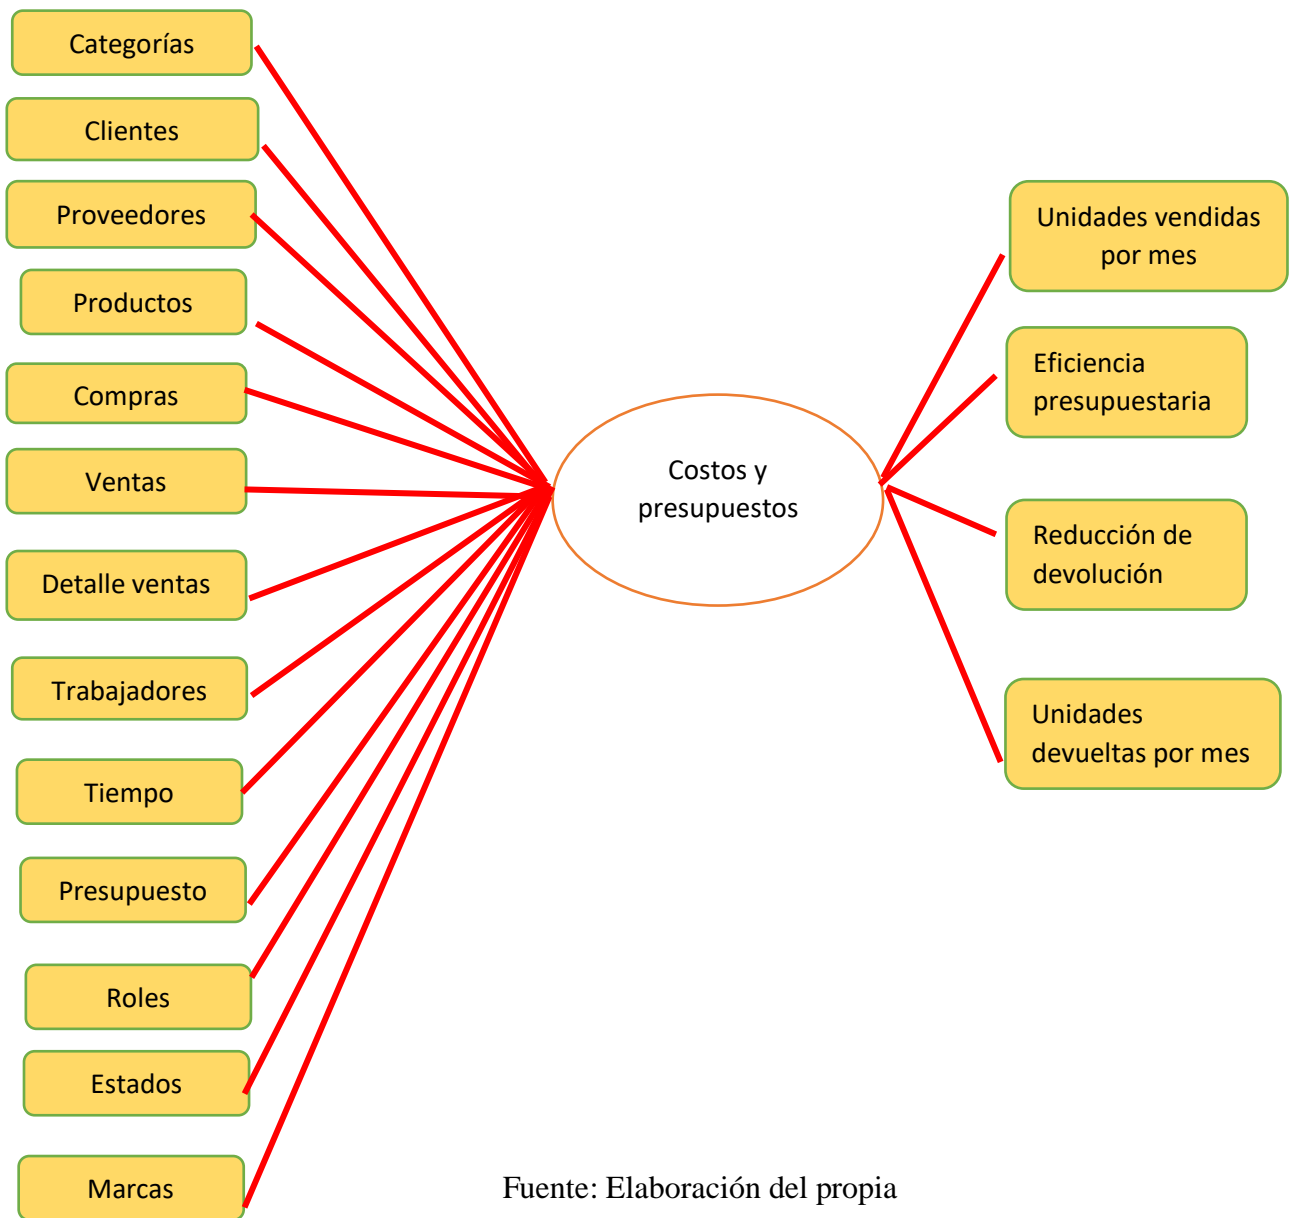 Categorías
Clientes
Proveedores
Productos
Compras
Ventas
Detalle ventas
Trabajadores
Tiempo
Presupuesto
Roles
Estados
Marcas
Costos y
presupuestos
Unidades vendidas
por mes
Eficiencia
presupuestaria
Reducción de
devolución
Unidades
devueltas por mes
Fuente: Elaboración del propia